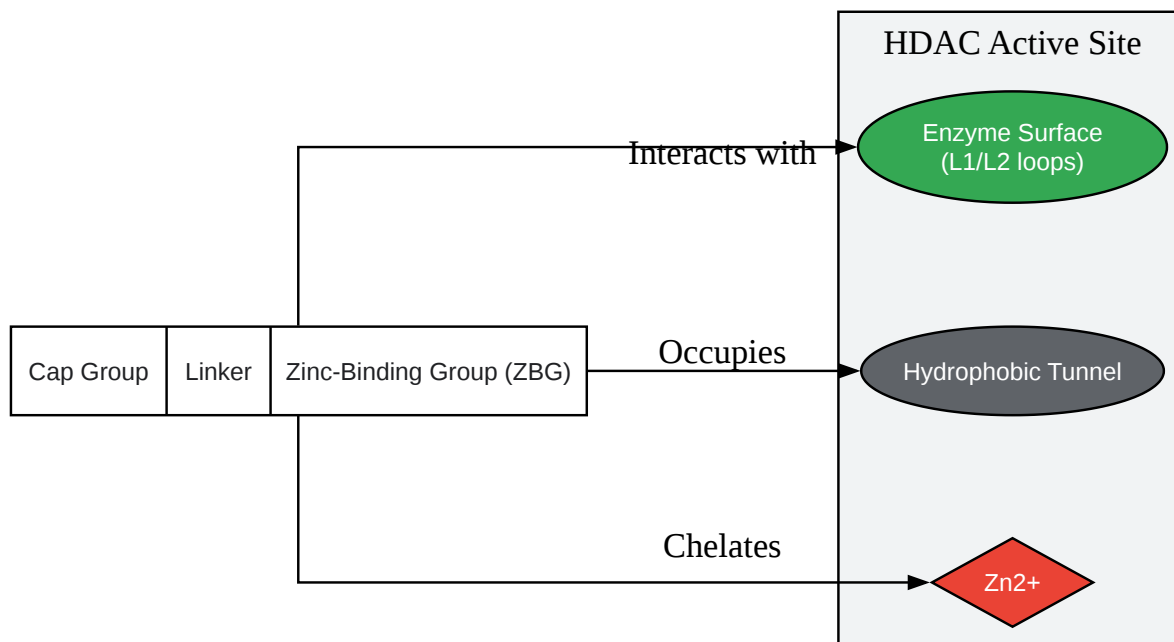 HDAC Active Site
Enzyme Surface
(L1/L2 loops)
Interacts with
Cap Group
Linker
Zinc-Binding Group (ZBG)
Occupies
Hydrophobic Tunnel
Chelates
Zn2+